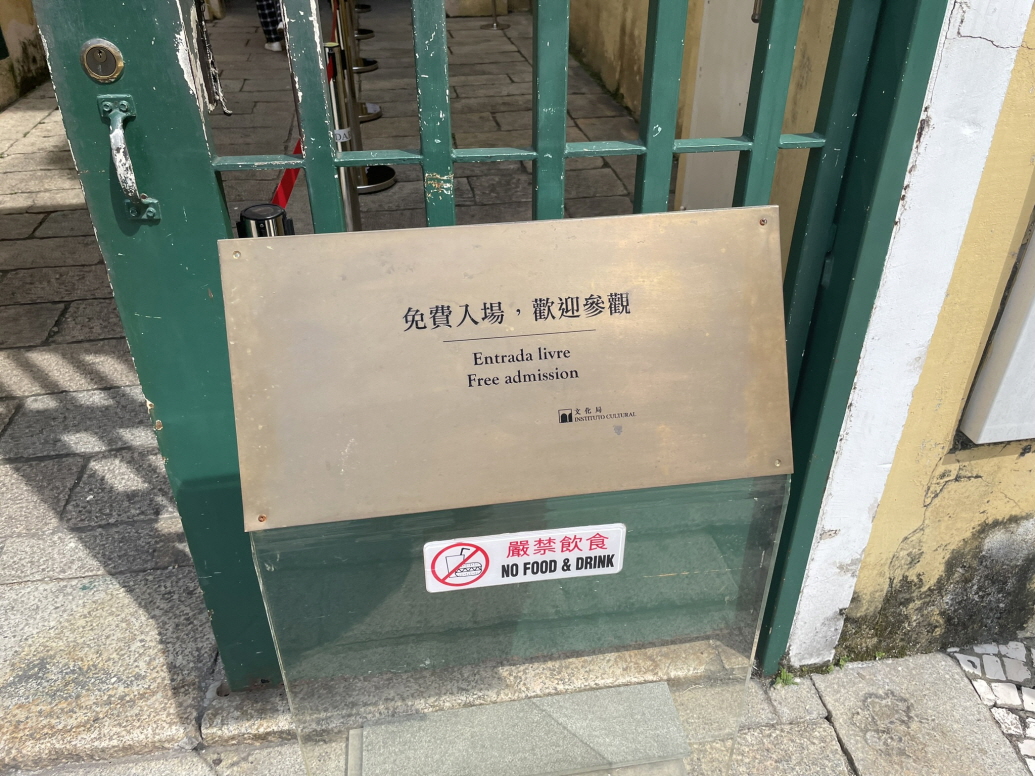 免費入場，歡迎參觀
Entrada livre
Free admission
文化局
INSTITUTO CULTURAL
嚴禁飲食
NO FOOD & DRINK